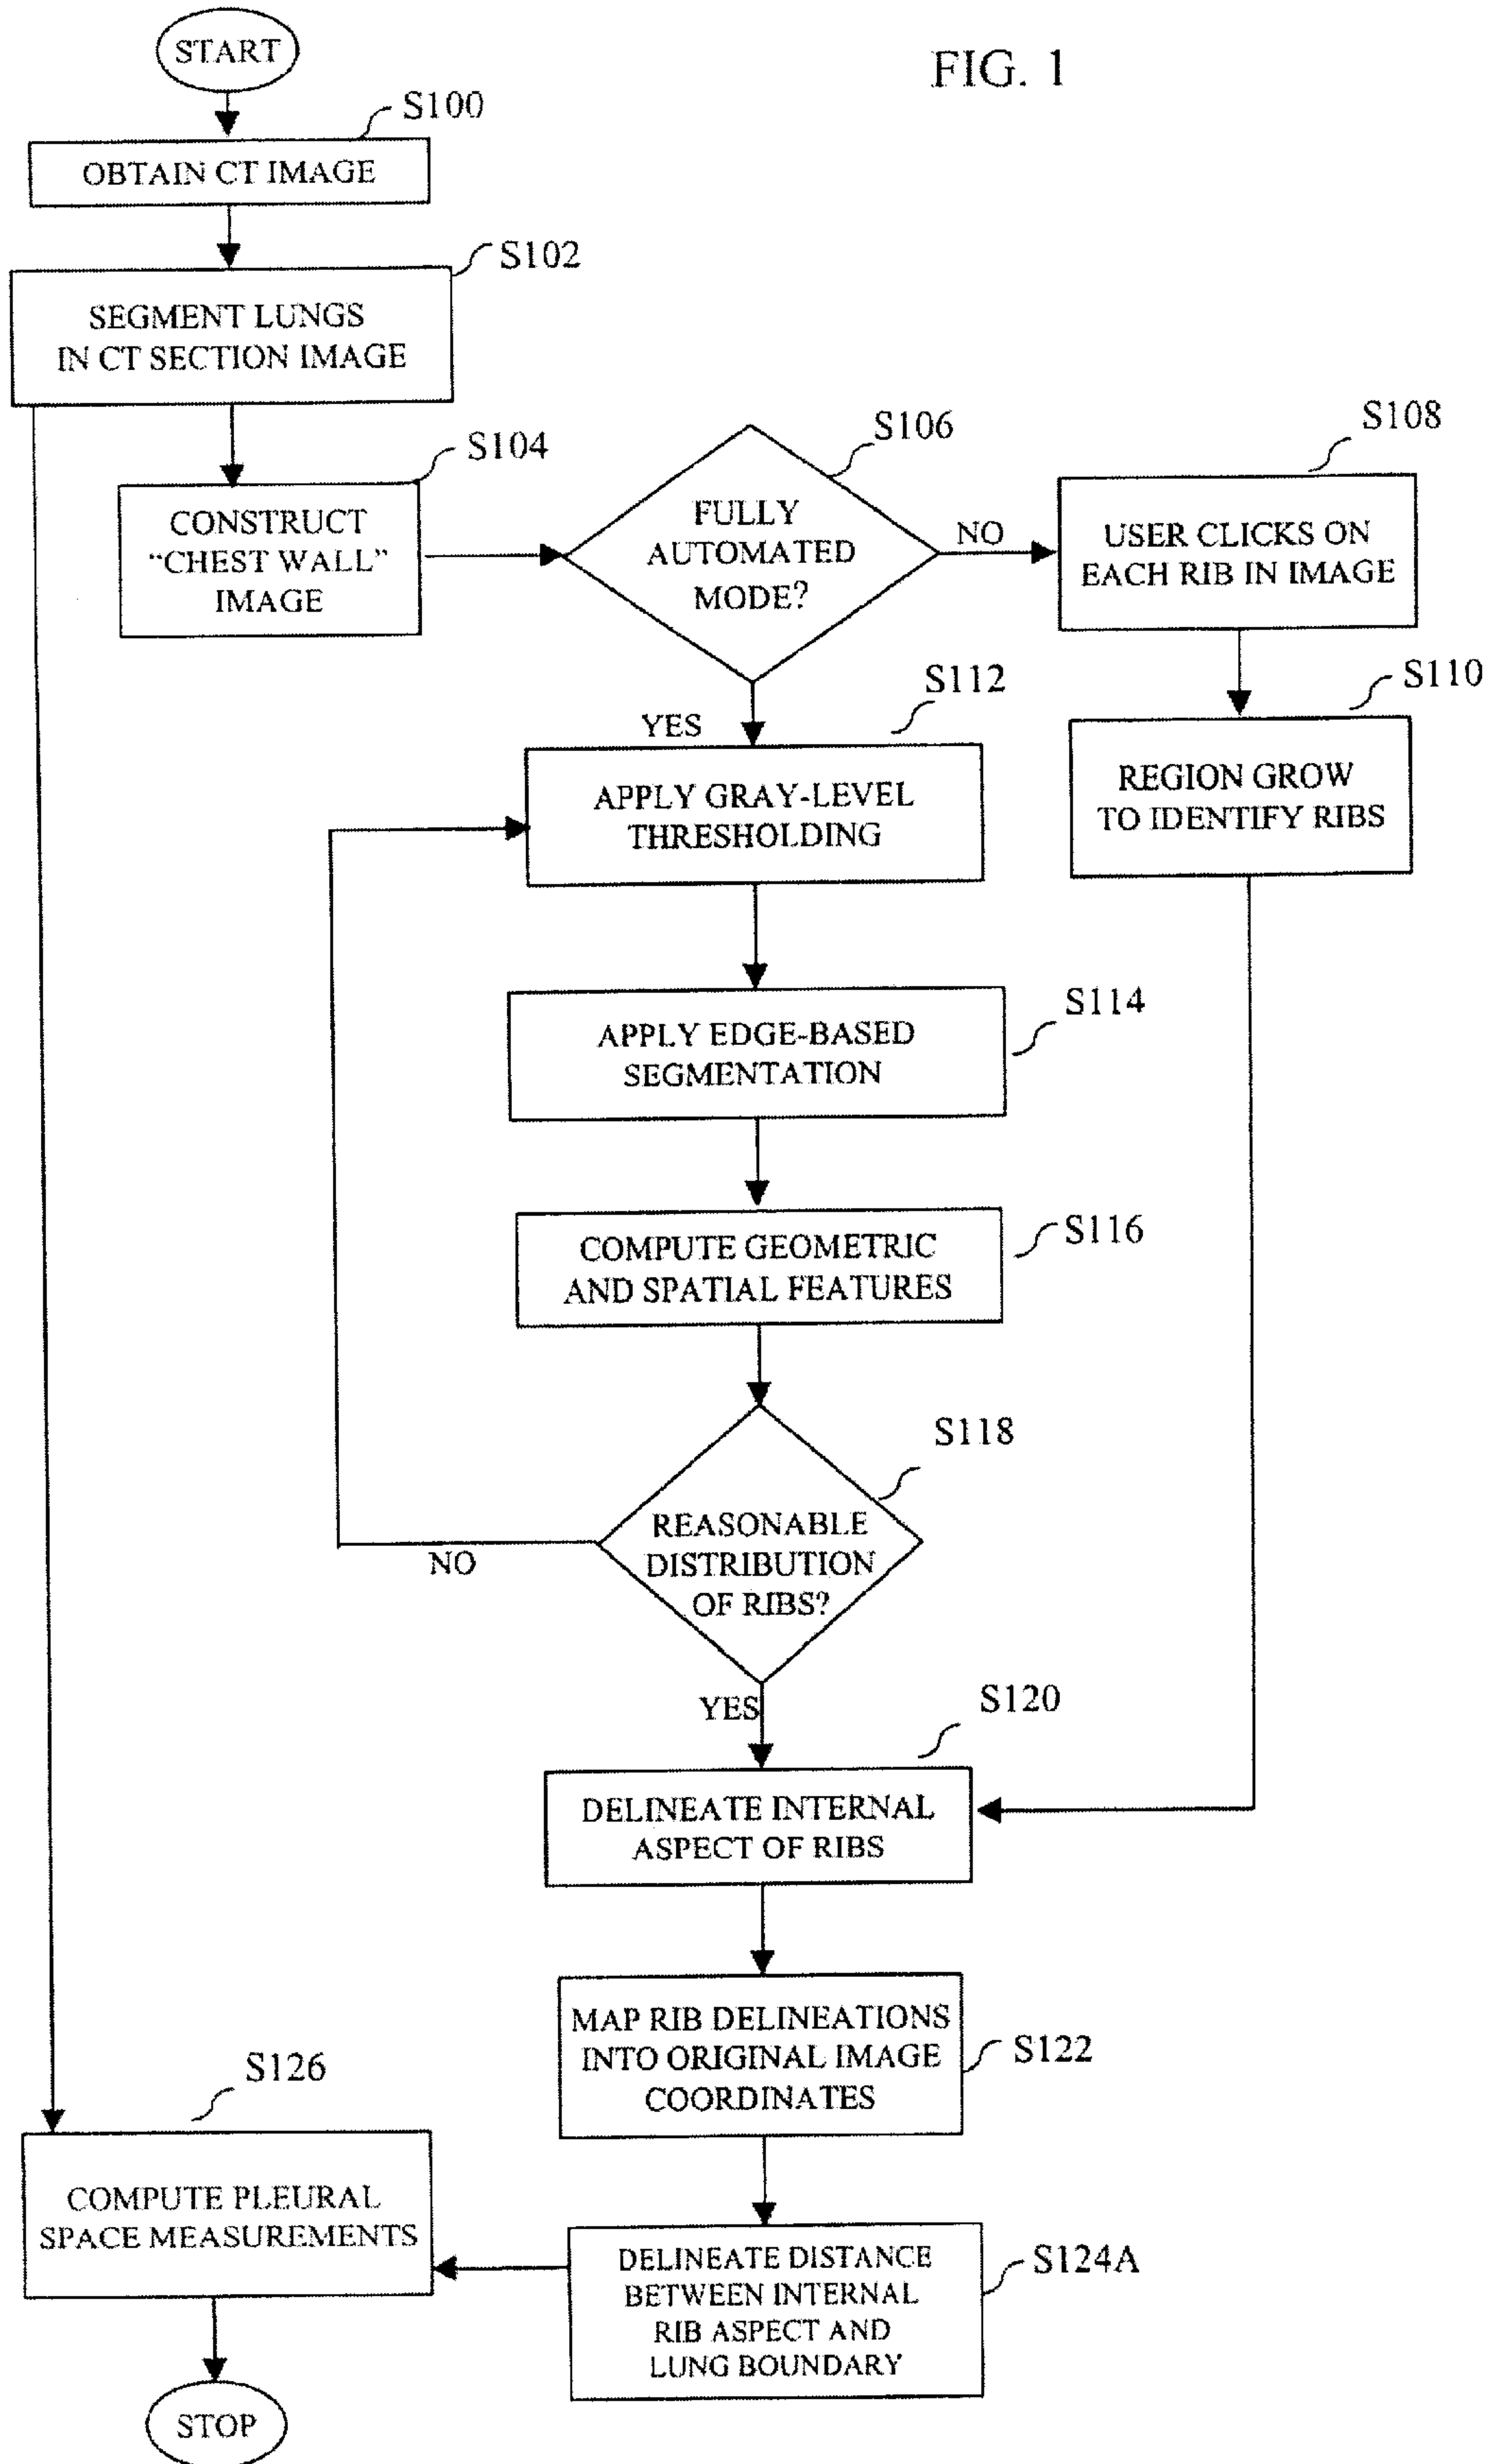 START
FIG. 1
S100
OBTAIN CT IMAGE
S102
SEGMENT LUNGS
IN CT SECTION IMAGE
S104
CONSTRUCT
“CHEST WALL”
IMAGE
S106
FULLY
AUTOMATED
MODE?
NO
S108
USER CLICKS ON
EACH RIB IN IMAGE
S110
REGION GROW
TO IDENTIFY RIBS
YES
S112
APPLY GRAY-LEVEL
THRESHOLDING
S114
APPLY EDGE-BASED
SEGMENTATION
S116
COMPUTE GEOMETRIC
AND SPATIAL FEATURES
S118
REASONABLE
DISTRIBUTION
OF RIBS?
NO
YES
S120
DELINEATE INTERNAL
ASPECT OF RIBS
S122
MAP RIB DELINEATIONS
INTO ORIGINAL IMAGE
COORDINATES
S124A
DELINEATE DISTANCE
BETWEEN INTERNAL
RIB ASPECT AND
LUNG BOUNDARY
S126
COMPUTE PLEURAL
SPACE MEASUREMENTS
STOP